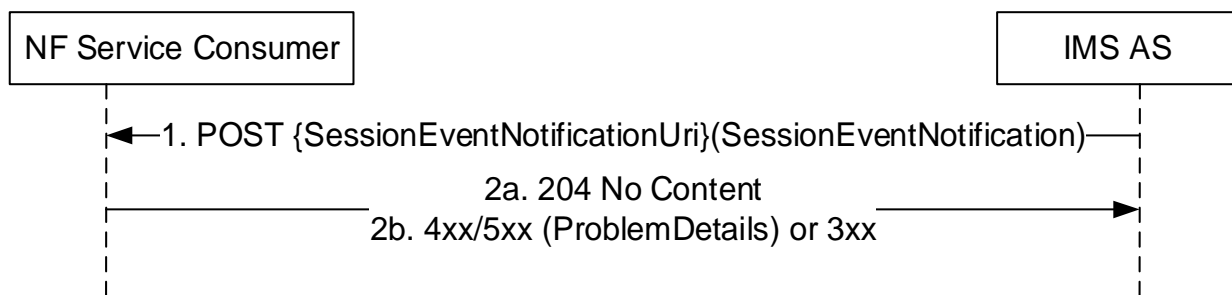 NF Service Consumer
IMS AS
1. POST {SessionEventNotificationUri}(SessionEventNotification)
2a. 204 No Content
2b. 4xx/5xx (ProblemDetails) or 3xx